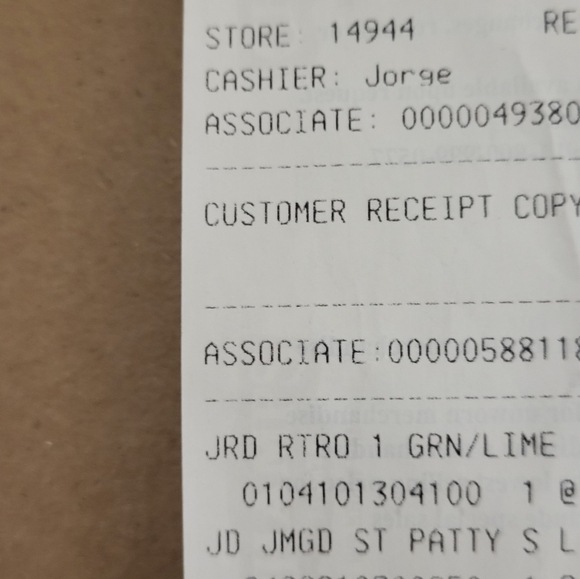 STORE: 14944 RE
CASHIER: Jorge
ASSOCIATE: 0000049380
CUSTOMER RECEIPT COPY
ASSOCIATE:00000588118
JRD RTRO 1 GRN/LIME
0104101304100 1 @
JD JMGD ST PATTY S L